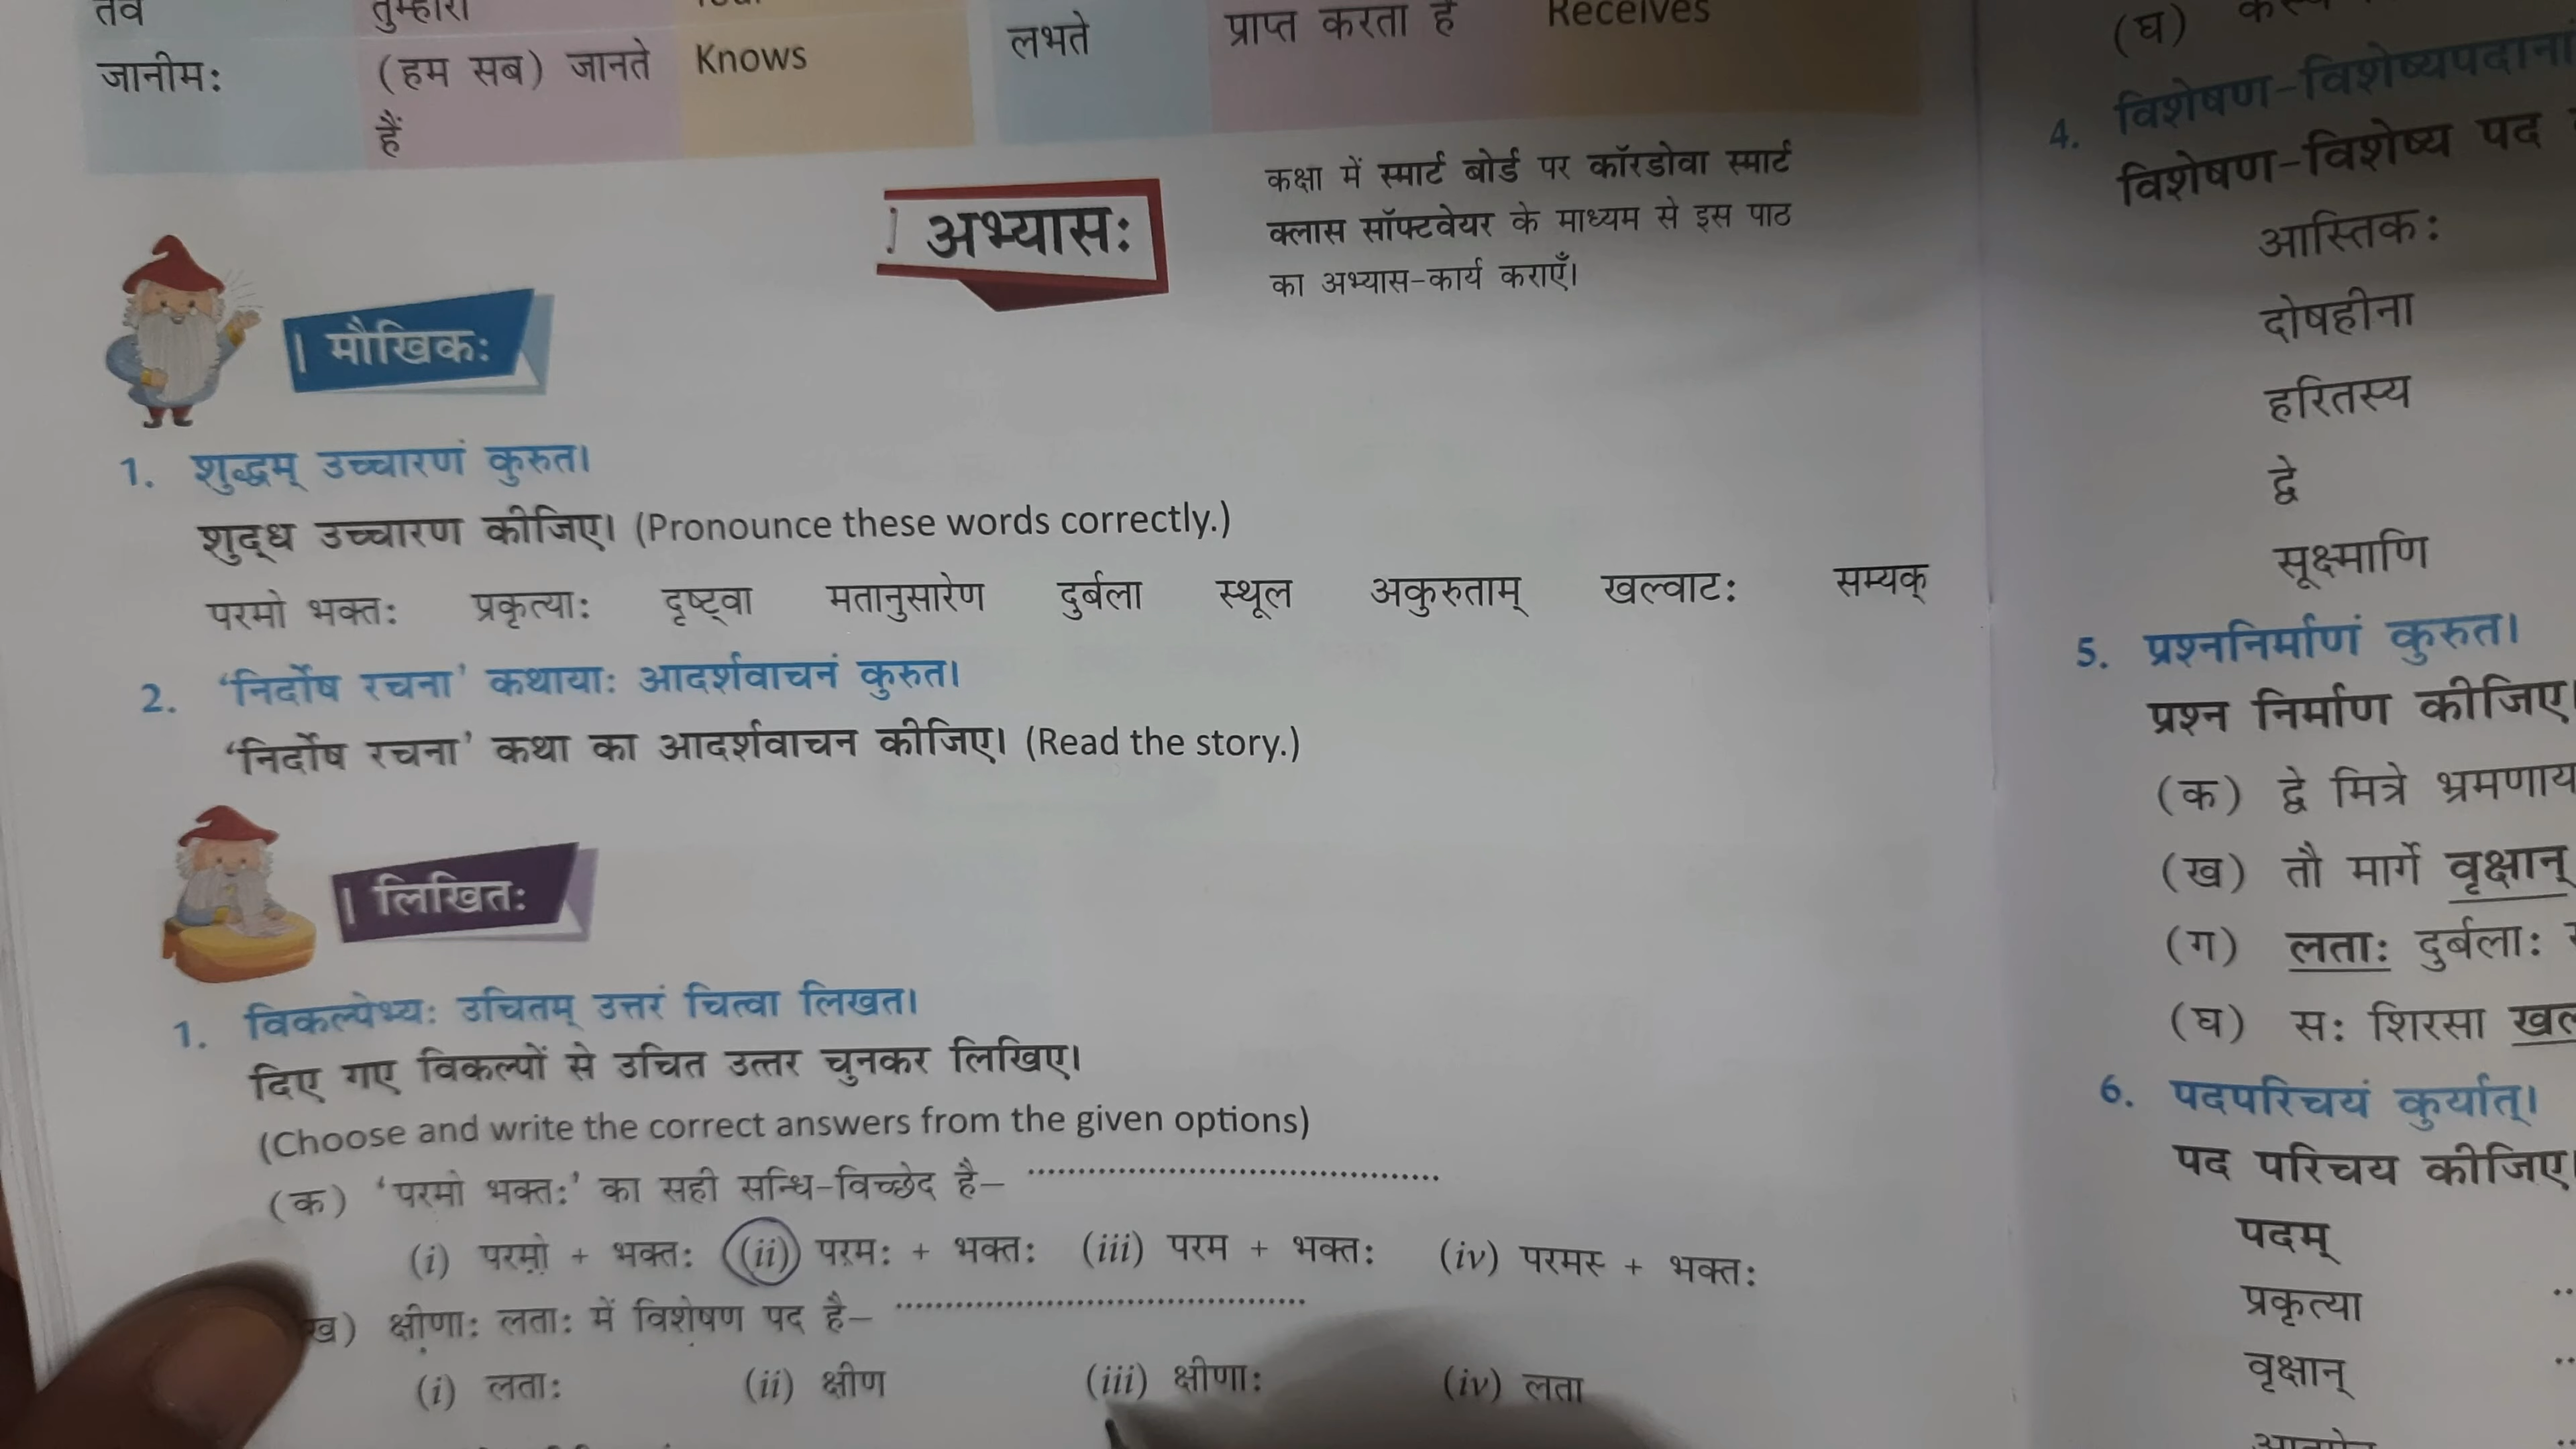 तव तुम्हारा
जानीमः (हम सब) जानते हैं Knows
लभते प्राप्त करता है Receives
अभ्यासः
कक्षा में स्मार्ट बोर्ड पर कॉरडोवा स्मार्ट
क्लास सॉफ्टवेयर के माध्यम से इस पाठ
का अभ्यास-कार्य कराएँ।
मौखिकः
1. शुद्धम् उच्चारणं कुरुत।
शुद्ध उच्चारण कीजिए। (Pronounce these words correctly.)
परमो भक्तः प्रकृत्याः दृष्ट्वा मतानुसारेण दुर्बला स्थूल अकुरुताम् खल्वाटः सम्यक्
2. ‘निर्दोष रचना’ कथायाः आदर्शवाचनं कुरुत।
‘निर्दोष रचना’ कथा का आदर्शवाचन कीजिए। (Read the story.)
लिखितः
1. विकल्पेभ्यः उचितम् उत्तरं चित्वा लिखत।
दिए गए विकल्पों से उचित उत्तर चुनकर लिखिए।
(Choose and write the correct answers from the given options)
(क) ‘परमो भक्तः’ का सही सन्धि-विच्छेद है– ........................................
(i) परमो + भक्तः (ii) परमः + भक्तः (iii) परम + भक्तः (iv) परमस् + भक्तः
ख) क्षीणाः लताः में विशेषण पद है– ........................................
(i) लताः (ii) क्षीण (iii) क्षीणाः (iv) लता
(घ)
4. विशेषण-विशेष्यपदाना
विशेषण-विशेष्य पद
आस्तिकः
दोषहीना
हरितस्य
द्वे
सूक्ष्माणि
5. प्रश्ननिर्माणं कुरुत।
प्रश्न निर्माण कीजिए।
(क) द्वे मित्रे भ्रमणाय
(ख) तौ मार्गे वृक्षान्
(ग) लताः दुर्बलाः
(घ) सः शिरसा
6. पदपरिचयं कुर्यात्।
पद परिचय कीजिए।
पदम्
प्रकृत्या
वृक्षान्